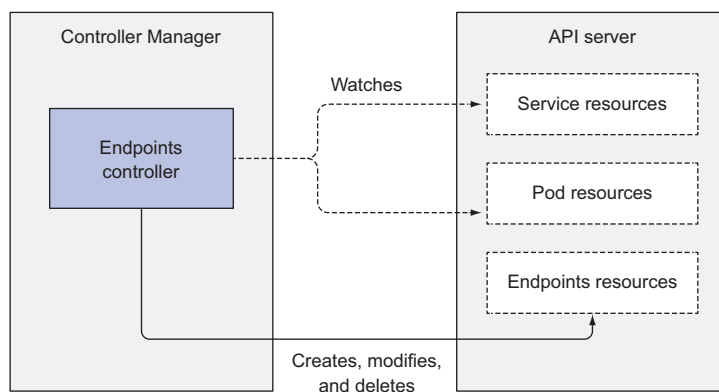 Controller Manager
API server
Watches
Service resources
Endpoints
controller
Pod resources
Endpoints resources
Creates, modifies,
and deletes